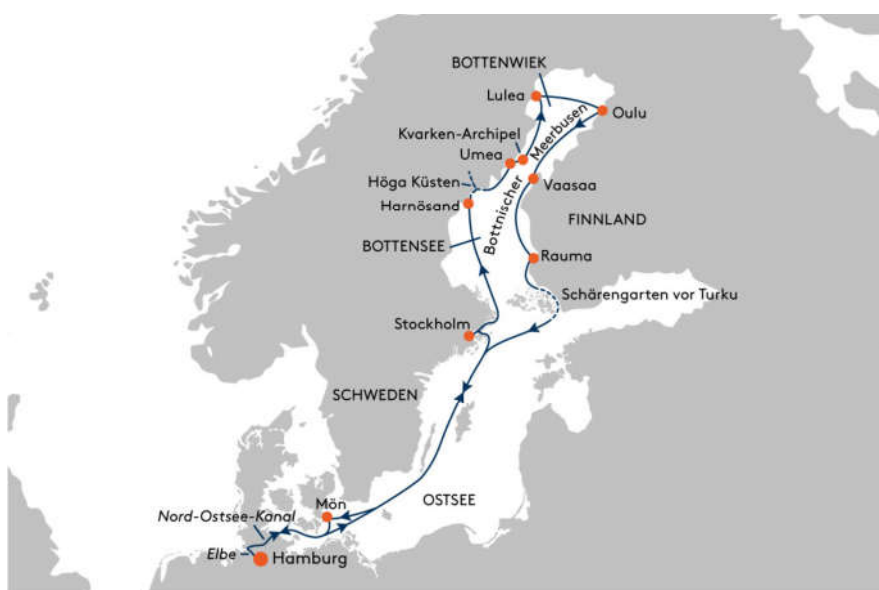 BOTTENWIEK
Lulea
Oulu
Kvarken-Archipel
Meerbusen
Umea
Höga Küsten
Vaasaa
Harnösand
Bottnischer
FINNLAND
BOTTENSEE
Rauma
Schärengarten vor Turku
Stockholm
SCHWEDEN
OSTSEE
Mön
Nord-Ostsee-Kanal
Elbe
Hamburg